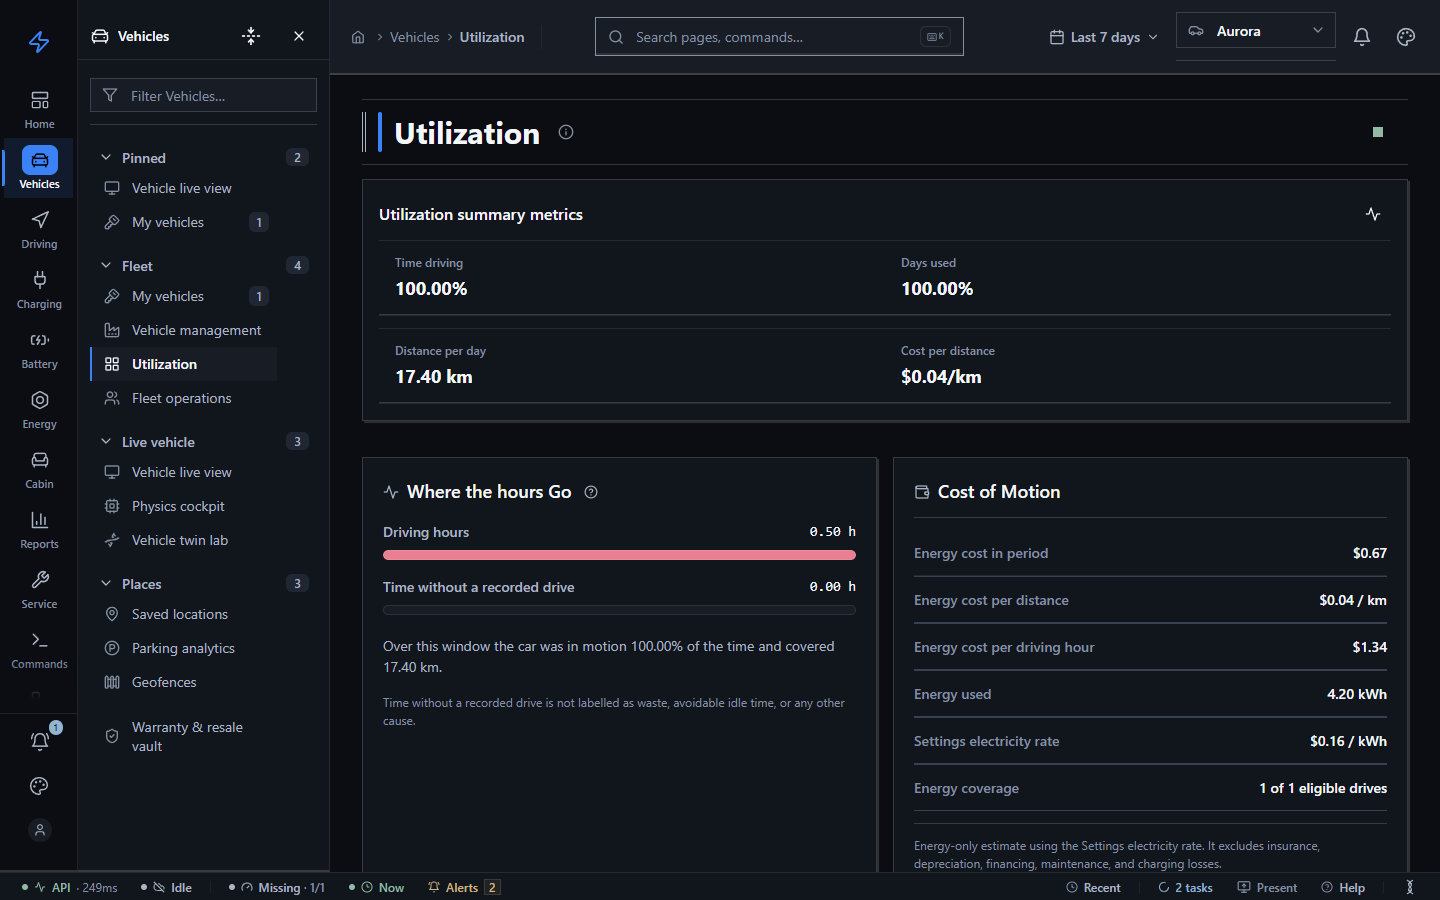 Home
Vehicles
Driving
Charging
Battery
Energy
Cabin
Reports
Service
Commands
1
Vehicles
Filter Vehicles...
Pinned 2
Vehicle live view
My vehicles 1
Fleet 4
My vehicles 1
Vehicle management
Utilization
Fleet operations
Live vehicle 3
Vehicle live view
Physics cockpit
Vehicle twin lab
Places 3
Saved locations
Parking analytics
Geofences
Warranty & resale
vault
Vehicles Utilization
Search pages, commands... K
Last 7 days
Aurora
Utilization
Utilization summary metrics
Time driving
100.00%
Days used
100.00%
Distance per day
17.40 km
Cost per distance
$0.04/km
Where the hours Go
Driving hours 0.50 h
Time without a recorded drive 0.00 h
Over this window the car was in motion 100.00% of the time and covered
17.40 km.
Time without a recorded drive is not labelled as waste, avoidable idle time, or any other
cause.
Cost of Motion
Energy cost in period $0.67
Energy cost per distance $0.04 / km
Energy cost per driving hour $1.34
Energy used 4.20 kWh
Settings electricity rate $0.16 / kWh
Energy coverage 1 of 1 eligible drives
Energy-only estimate using the Settings electricity rate. It excludes insurance,
depreciation, financing, maintenance, and charging losses.
API · 249ms Idle Missing · 1/1 Now Alerts 2 Recent 2 tasks Present Help